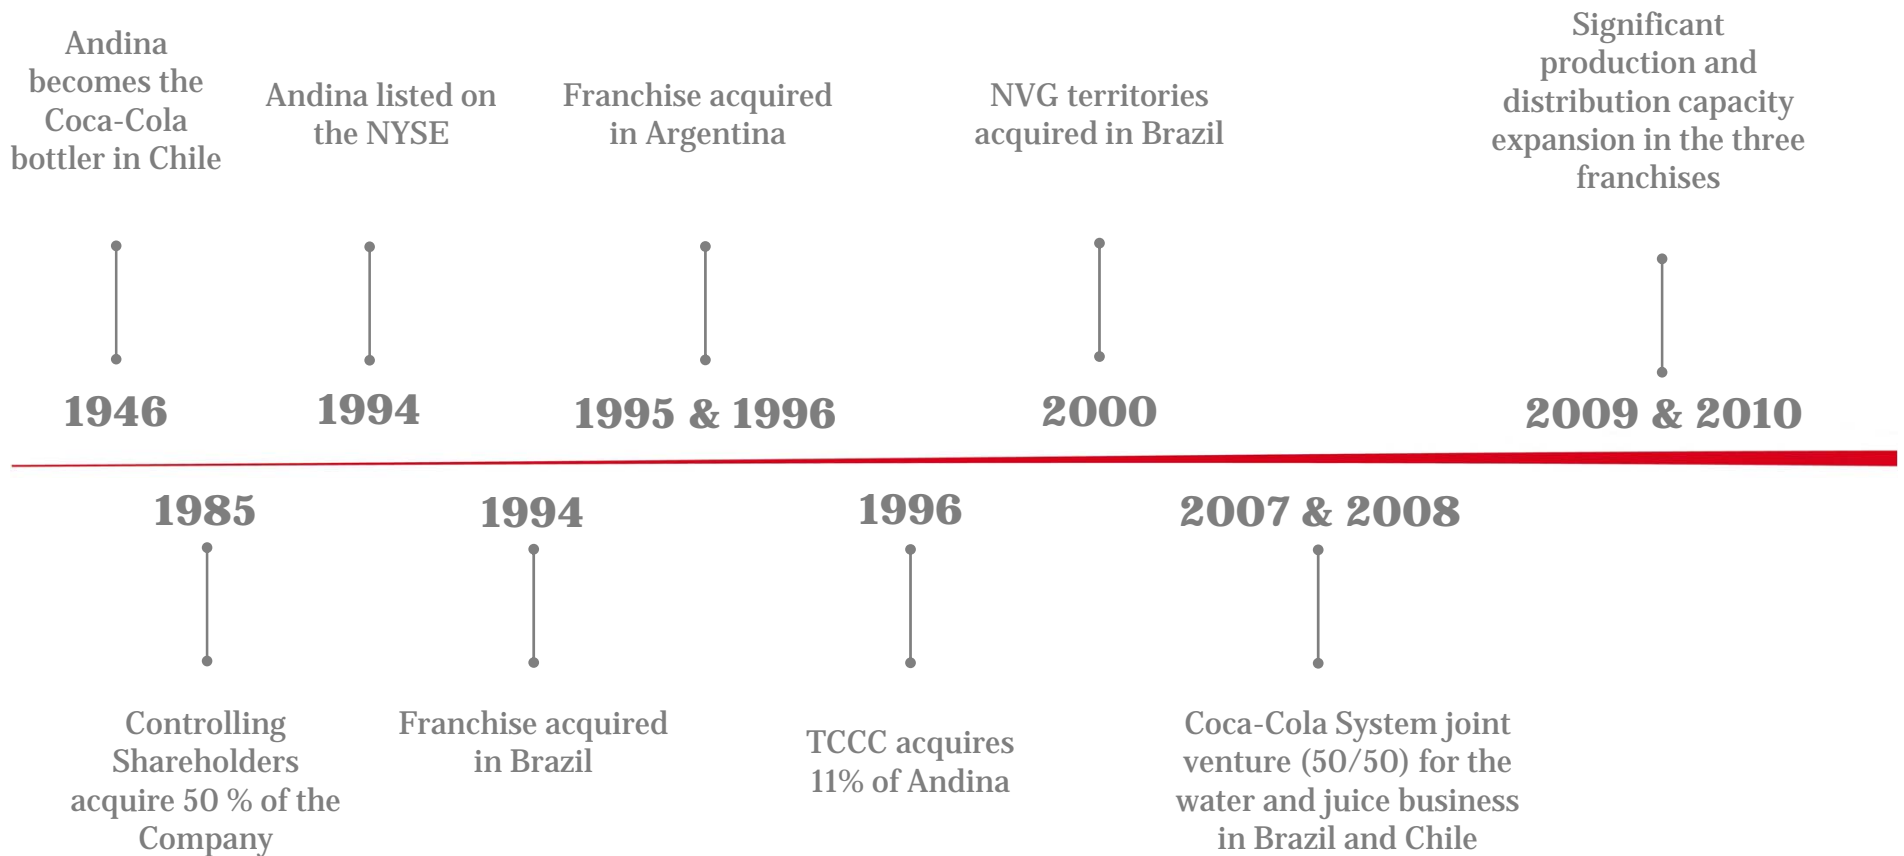 Andina
becomes the
Coca-Cola
bottler in Chile
Andina listed on
the NYSE
Franchise acquired
in Argentina
NVG territories
acquired in Brazil
Significant
production and
distribution capacity
expansion in the three
franchises
1946
1994
1995 & 1996
2000
2009 & 2010
1985
1994
1996
2007 & 2008
Controlling
Shareholders
acquire 50 % of the
Company
Franchise acquired
in Brazil
TCCC acquires
11% of Andina
Coca-Cola System joint
venture (50/50) for the
water and juice business
in Brazil and Chile